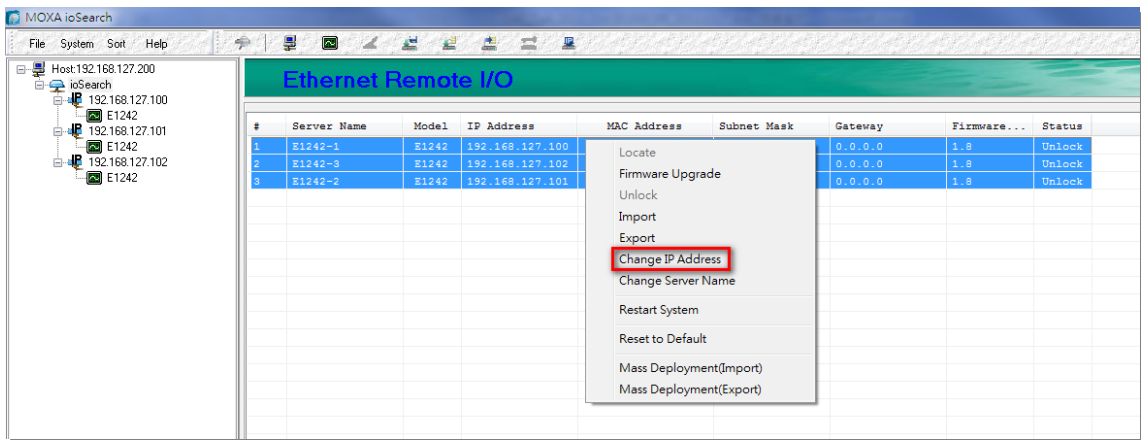 MOXA ioSearch
File System Sort Help
Host:192.168.127.200
ioSearch
192.168.127.100
E1242
192.168.127.101
E1242
192.168.127.102
E1242
Ethernet Remote I/O
# Server Name Model IP Address MAC Address Subnet Mask Gateway Firmware... Status
1 E1242-1 E1242 192.168.127.100 0.0.0.0 1.8 Unlock
2 E1242-3 E1242 192.168.127.102 0.0.0.0 1.8 Unlock
3 E1242-2 E1242 192.168.127.101 0.0.0.0 1.8 Unlock
Locate
Firmware Upgrade
Unlock
Import
Export
Change IP Address
Change Server Name
Restart System
Reset to Default
Mass Deployment(Import)
Mass Deployment(Export)